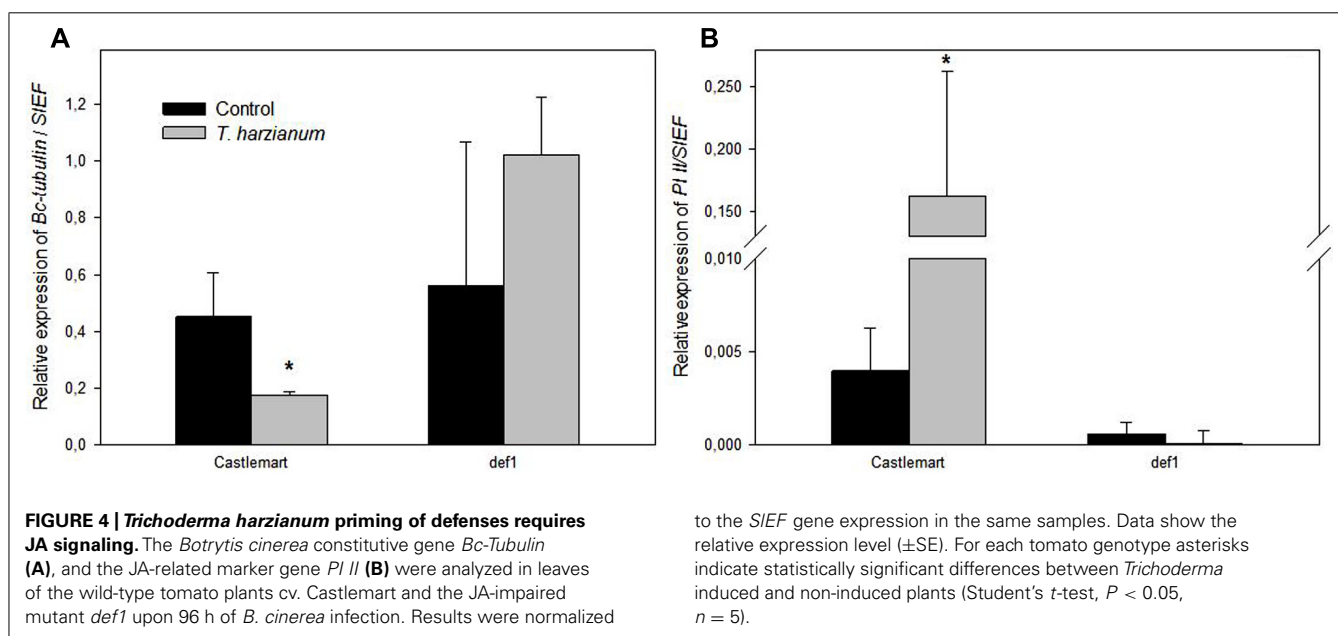 A
Relative expression of Bc-tubulin / SlEF
1,2
1,0
0,8
0,6
0,4
0,2
0,0
Control
T. harzianum
*
Castlemart
def1
B
Relative expression of PI II/SlEF
0,250
0,200
0,150
0,010
0,005
0,000
*
Castlemart
def1
FIGURE 4 | Trichoderma harzianum priming of defenses requires
JA signaling. The Botrytis cinerea constitutive gene Bc-Tubulin
(A), and the JA-related marker gene PI II (B) were analyzed in leaves
of the wild-type tomato plants cv. Castlemart and the JA-impaired
mutant def1 upon 96 h of B. cinerea infection. Results were normalized
to the SlEF gene expression in the same samples. Data show the
relative expression level (±SE). For each tomato genotype asterisks
indicate statistically significant differences between Trichoderma
induced and non-induced plants (Student's t-test, P < 0.05,
n = 5).